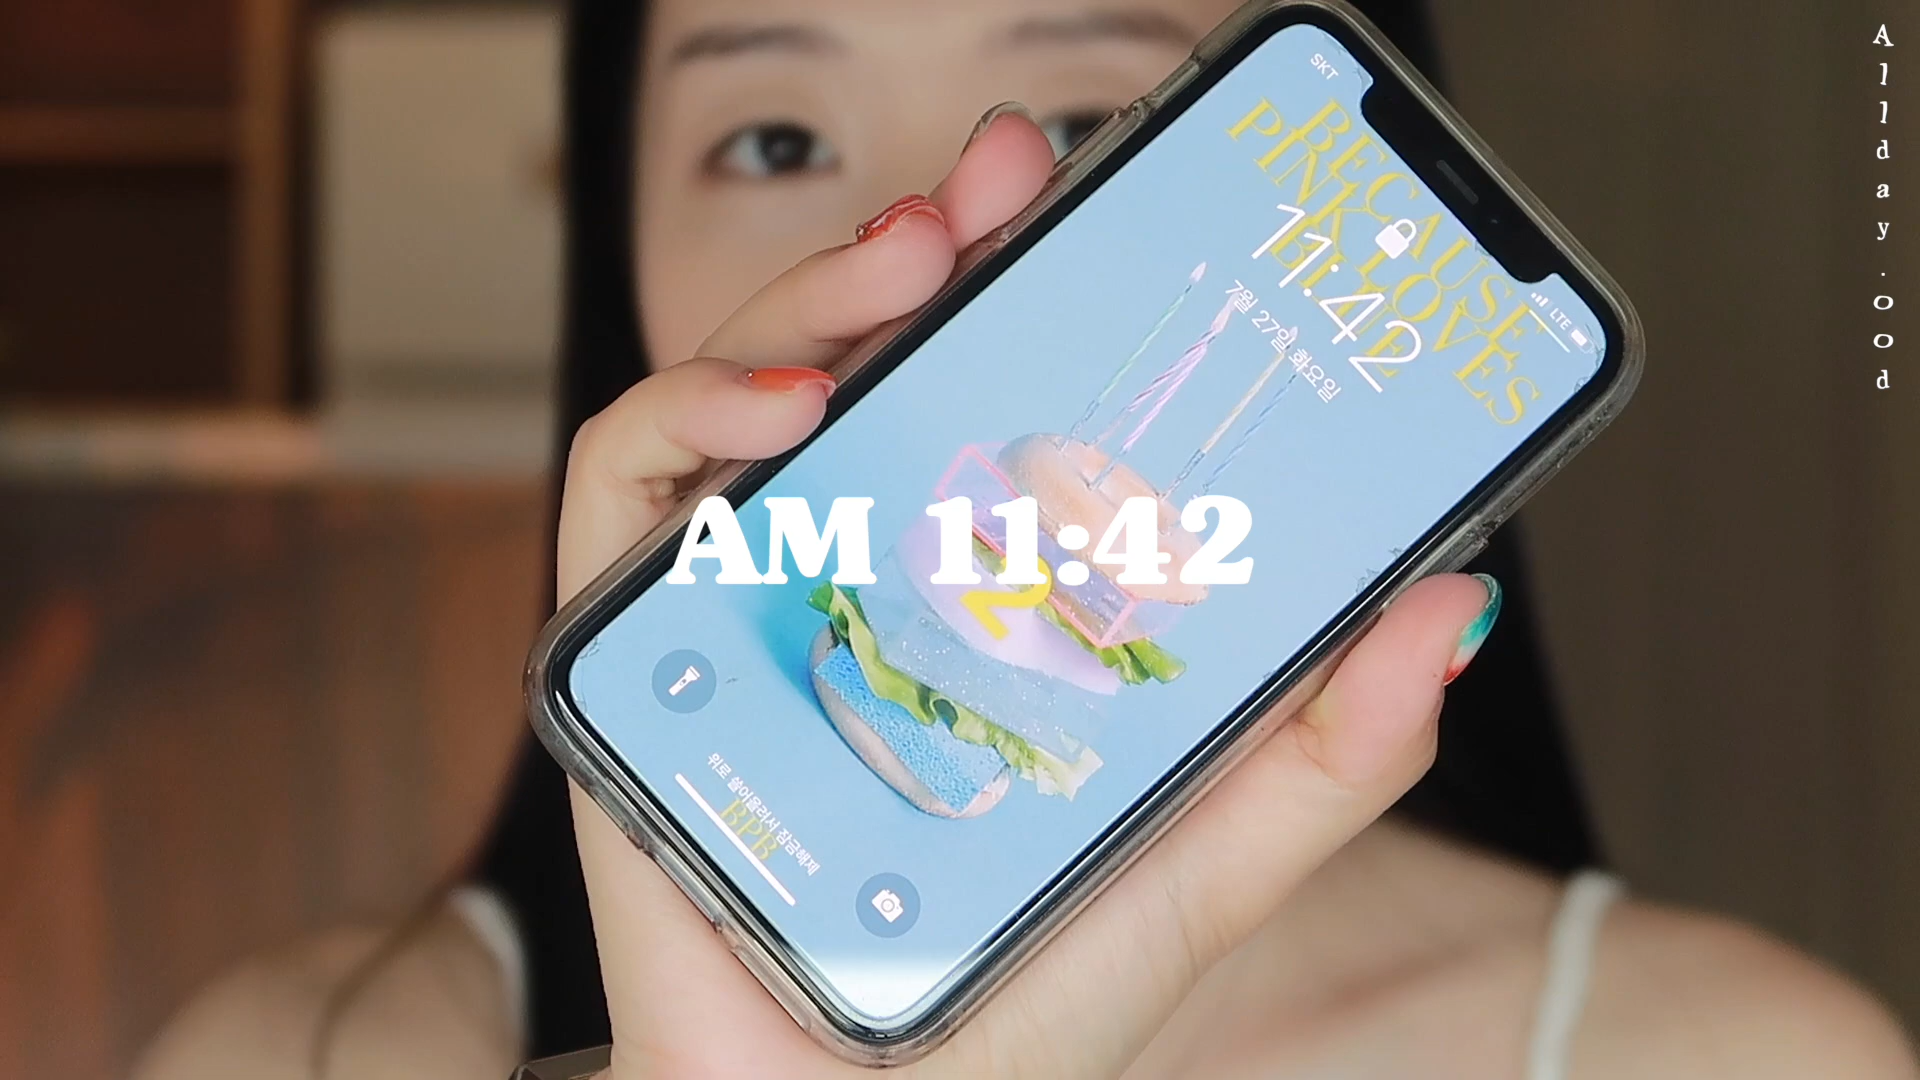 SKT
LTE
BECAUSE
PINK LOVES
BLUE
11:42
7월 27일 화요일
AM 11:42
2
위로 쓸어올려서 잠금해제
BPB
Allday.ood